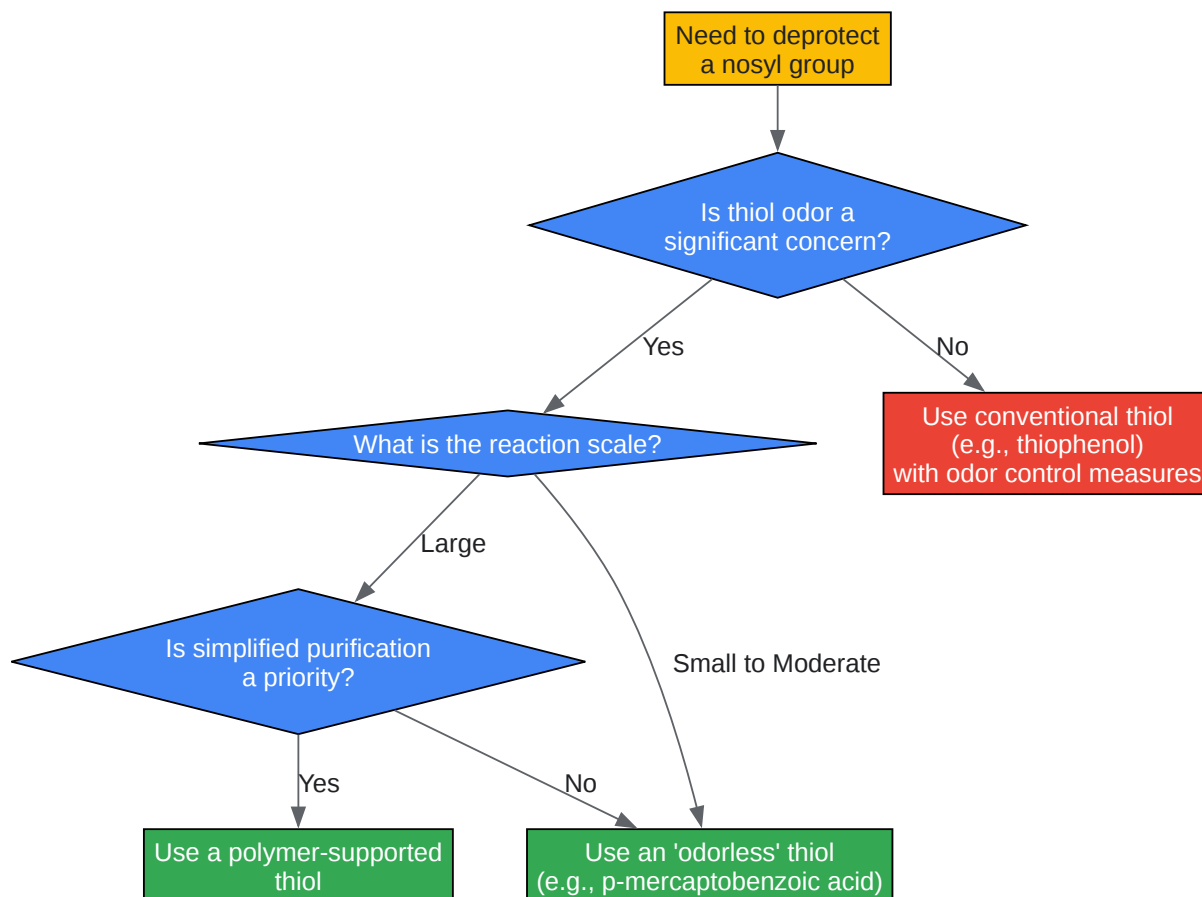 Need to deprotect
a nosyl group
Is thiol odor a
significant concern?
Yes
No
What is the reaction scale?
Use conventional thiol
(e.g., thiophenol)
with odor control measures
Large
Is simplified purification
a priority?
Small to Moderate
Yes
No
Use a polymer-supported
thiol
Use an 'odorless' thiol
(e.g., p-mercaptobenzoic acid)